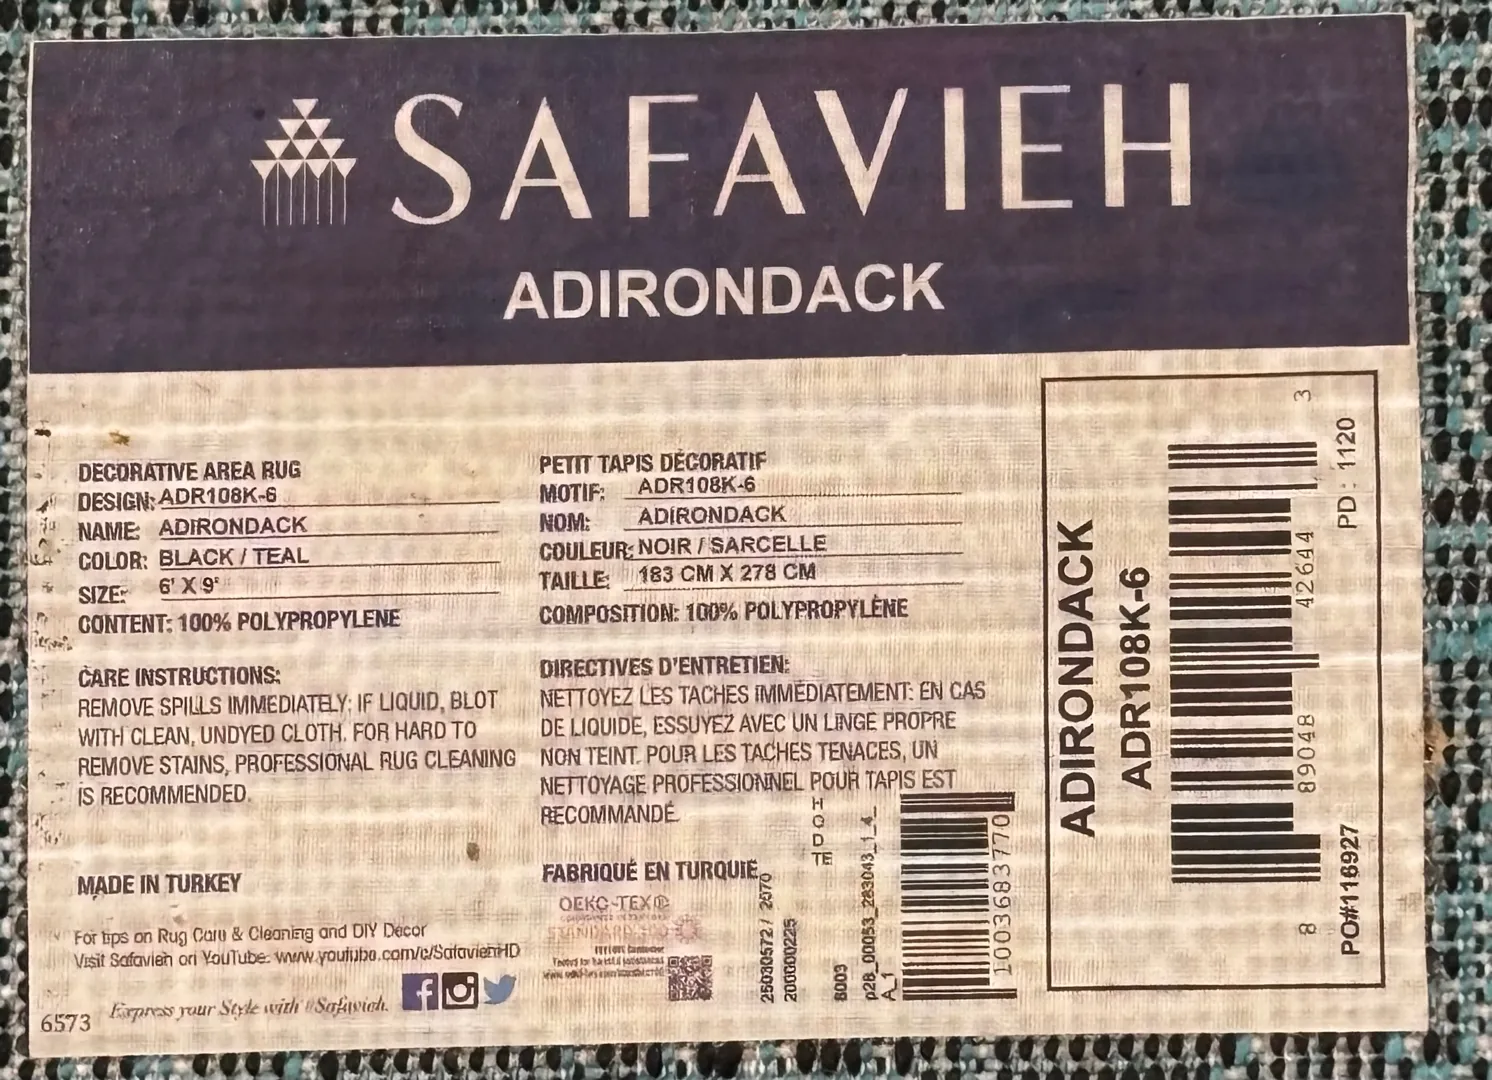 SAFAVIEH
ADIRONDACK
DECORATIVE AREA RUG
DESIGN: ADR108K-6
NAME: ADIRONDACK
COLOR: BLACK / TEAL
SIZE: 6' X 9'
CONTENT: 100% POLYPROPYLENE
CARE INSTRUCTIONS:
REMOVE SPILLS IMMEDIATELY; IF LIQUID, BLOT
WITH CLEAN, UNDYED CLOTH. FOR HARD TO
REMOVE STAINS, PROFESSIONAL RUG CLEANING
IS RECOMMENDED.
MADE IN TURKEY
For tips on Rug Care & Cleaning and DIY Décor
Visit Safavieh on YouTube: www.youtube.com/c/SafaviehHD
Express your Style with #Safavieh.
6573
PETIT TAPIS DÉCORATIF
MOTIF: ADR108K-6
NOM: ADIRONDACK
COULEUR: NOIR / SARCELLE
TAILLE: 183 CM X 278 CM
COMPOSITION: 100% POLYPROPYLÈNE
DIRECTIVES D'ENTRETIEN:
NETTOYEZ LES TACHES IMMÉDIATEMENT: EN CAS
DE LIQUIDE, ESSUYEZ AVEC UN LINGE PROPRE
NON TEINT. POUR LES TACHES TENACES, UN
NETTOYAGE PROFESSIONNEL POUR TAPIS EST
RECOMMANDÉ.
FABRIQUÉ EN TURQUIE
OEKO-TEX®
STANDARD 100
25030572 / 2670
200000225
8003
H
O
D
TE
p28_00053_283043_1_4_
A_1
1003683770
ADIRONDACK
ADR108K-6
8 89048 42644 3
PO#116927
PD : 1120